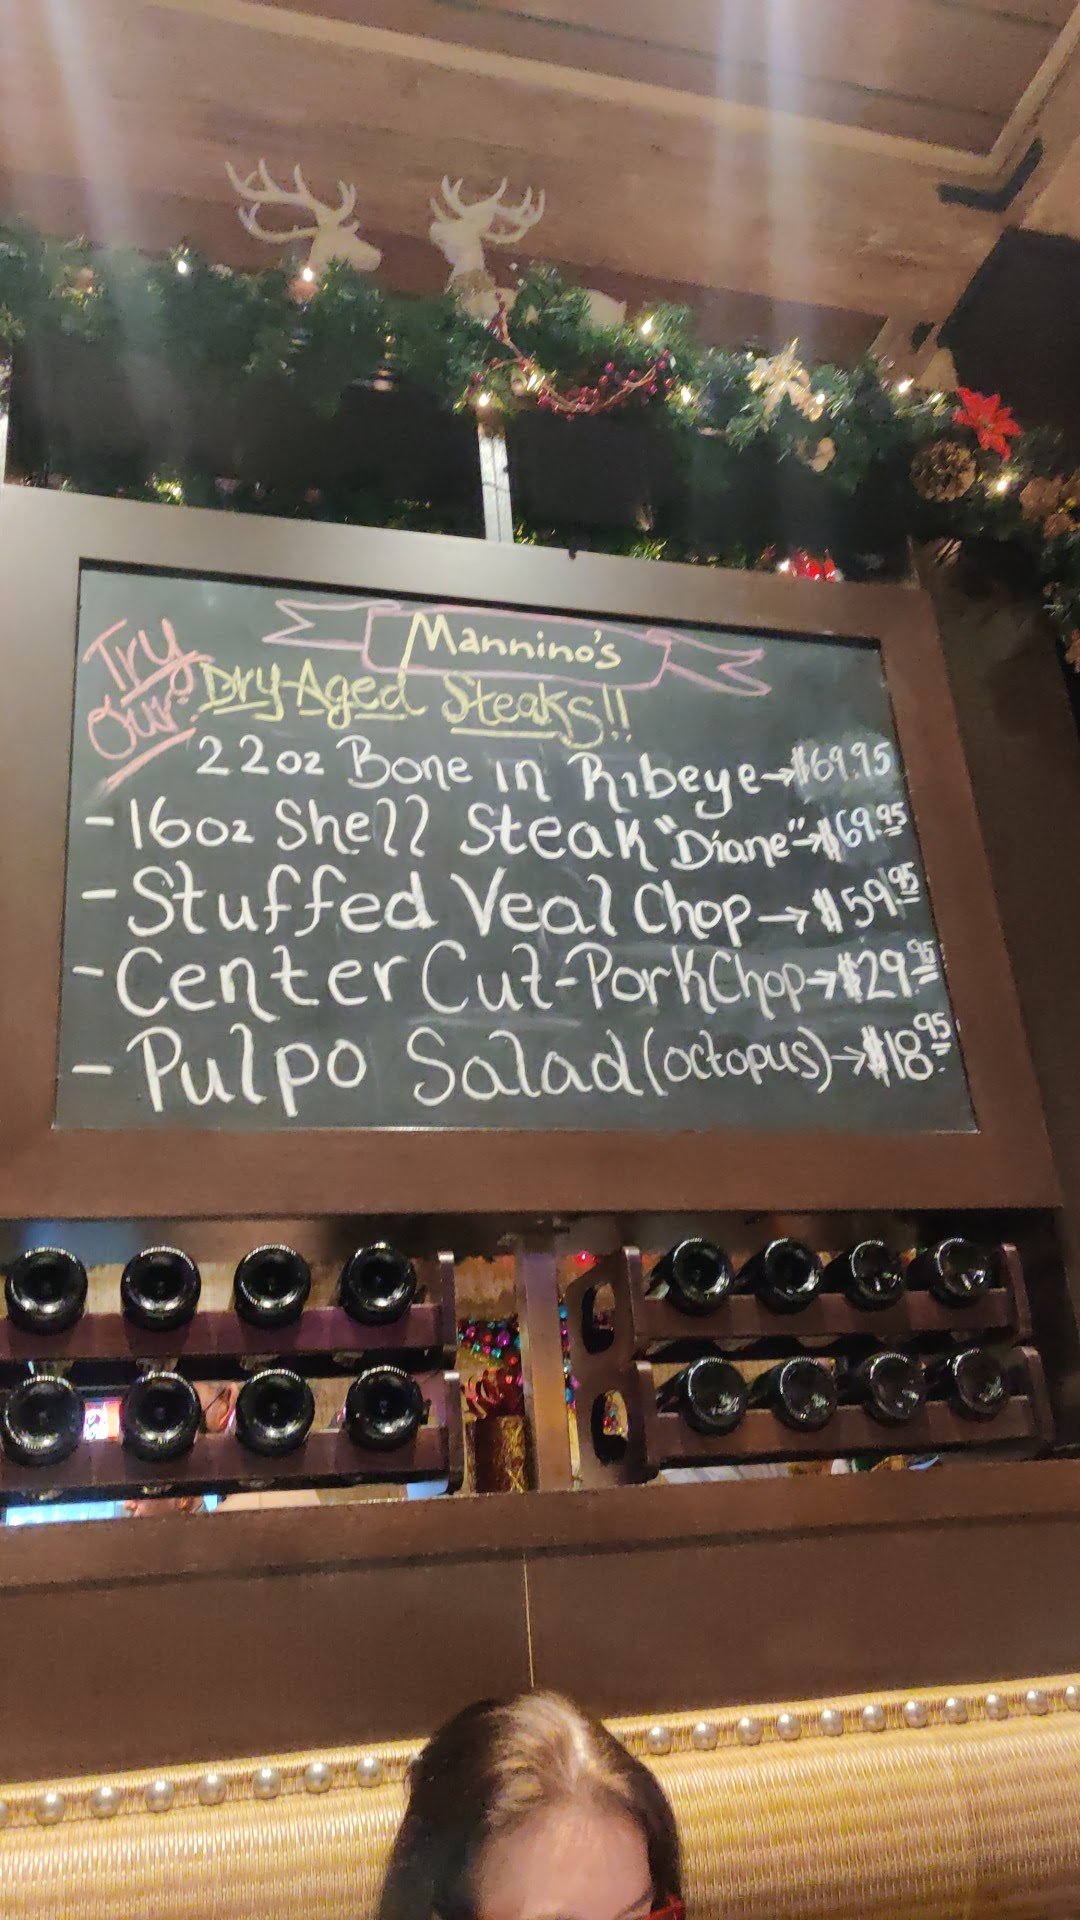 Mannino's
Try
Our:
Dry-Aged Steaks!!
22oz Bone in Ribeye→$69.95
-16oz Shell Steak "Diane"→$69.95
-Stuffed Veal Chop→$59.95
-Center Cut-Pork Chop→$29.95
-Pulpo Salad (octopus)→$18.95